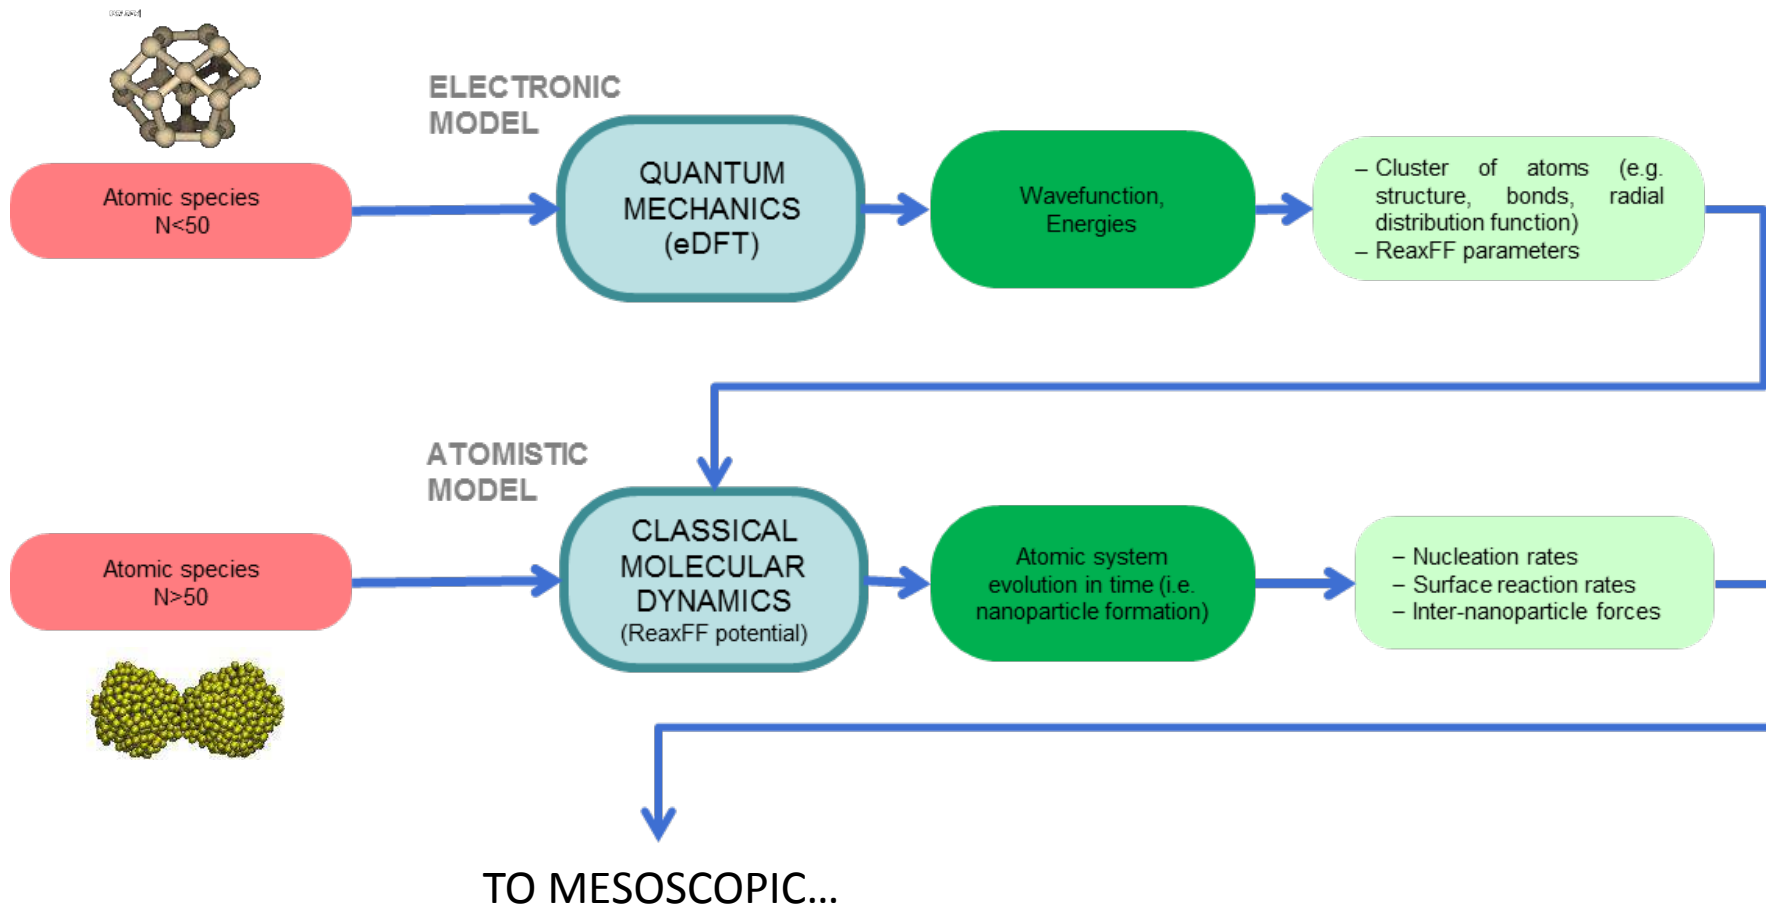 ELECTRONIC
MODEL
Atomic species
N<50
QUANTUM
MECHANICS
(eDFT)
Wavefunction,
Energies
– Cluster of atoms (e.g.
structure, bonds, radial
distribution function)
– ReaxFF parameters
ATOMISTIC
MODEL
Atomic species
N>50
CLASSICAL
MOLECULAR
DYNAMICS
(ReaxFF potential)
Atomic system
evolution in time (i.e.
nanoparticle formation)
– Nucleation rates
– Surface reaction rates
– Inter-nanoparticle forces
TO MESOSCOPIC...